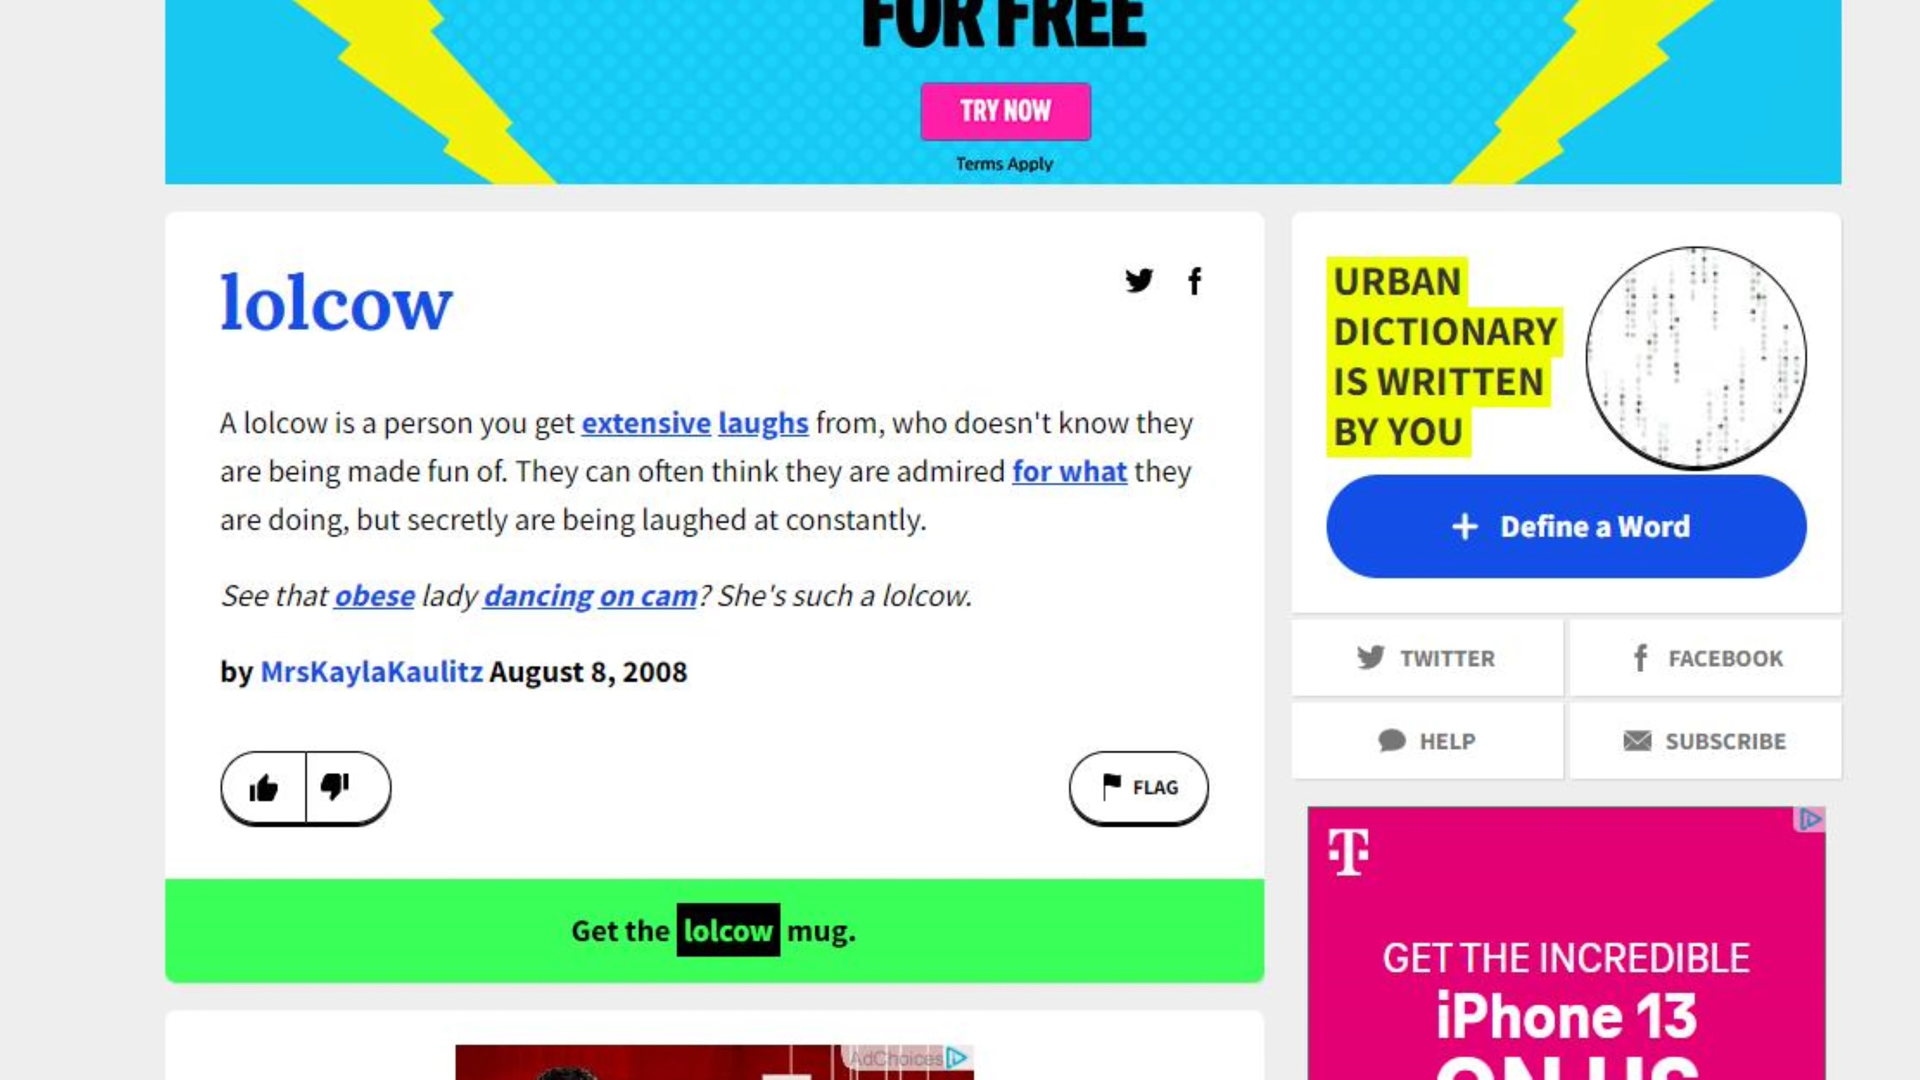 FOR FREE
TRY NOW
Terms Apply
lolcow
A lolcow is a person you get extensive laughs from, who doesn't know they
are being made fun of. They can often think they are admired for what they
are doing, but secretly are being laughed at constantly.
See that obese lady dancing on cam? She's such a lolcow.
by MrsKaylaKaulitz August 8, 2008
FLAG
Get the lolcow mug.
AdChoices
URBAN
DICTIONARY
IS WRITTEN
BY YOU
+ Define a Word
TWITTER
FACEBOOK
HELP
SUBSCRIBE
T
GET THE INCREDIBLE
iPhone 13
ON US